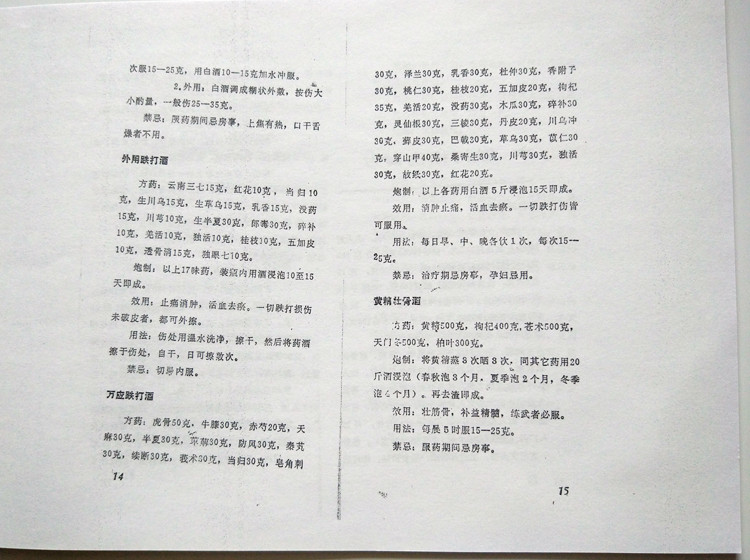 次服15—25克，用白酒10—15克加水冲服。
2.外用：白酒调成糊状外敷，按伤大
小酌量，一般伤25—35克。
禁忌：服药期间忌房事，上焦有热，口干舌
燥者不用。
外用跌打酒
方药：云南三七15克，红花10克，当归10
克，生川乌15克，生草乌15克，乳香15克，没药
15克，川芎10克，生半夏30克，郎毒30克，碎补
10克，羌活10克，独活10克，桂枝10克，五加皮
10克，透骨消15克，独眼七10克。
炮制：以上17味药，装瓶内用酒浸泡10至15
天即成。
效用：止痛消肿，活血去瘀。一切跌打损伤
未破皮者，都可外擦。
用法：伤处用温水洗净，擦干，然后将药酒
擦于伤处，自干，日可擦数次。
禁忌：切忌内服。
万应跌打酒
方药：虎骨50克，牛膝30克，赤芍20克，天
麻30克，半夏30克，草蔛30克，防风30克，秦艽
30克，续断30克，莪术30克，当归30克，皂角刺
14
30克，泽兰30克，乳香30克，杜仲30克，香附子
30克，桃仁30克，桂枝20克，五加皮20克，枸杞
35克，羌活20克，没药30克，木瓜30克，碎补30
克，灵仙根30克，三棱30克，丹皮20克，川乌冲
30克，藓皮30克，巴戟30克，草乌30克，苡仁30
克，穿山甲40克，桑寄生30克，川芎30克，独活
30克，故纸30克，红花20克。
炮制：以上各药用白酒5斤浸泡15天即成。
效用：消肿止痛，活血去瘀。一切跌打伤皆
可服用。
用法：每日早、中、晚各饮1次，每次15—
25克。
禁忌：治疗期忌房事，孕妇忌用。
黄精壮骨酒
方药：黄精500克，枸杞400克，苍术500克，
天门冬500克，柏叶300克。
炮制：将黄精蒸3次晒3次，同其它药用20
斤酒浸泡（春秋泡3个月，夏季泡2个月，冬季
泡4个月）。再去渣即成。
效用：壮筋骨，补益精髓，练武者必服。
用法：每晨5时服15—25克。
禁忌：服药期间忌房事。
15